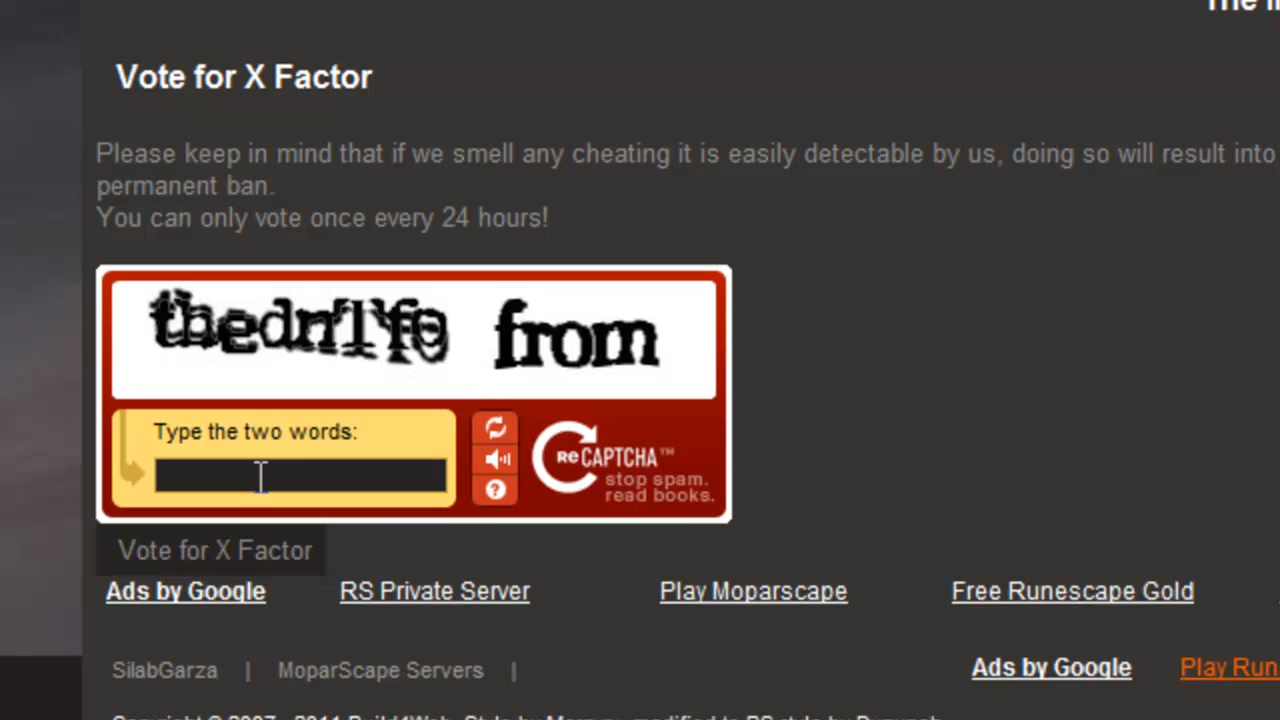 Vote for X Factor
Please keep in mind that if we smell any cheating it is easily detectable by us, doing so will result into
permanent ban.
You can only vote once every 24 hours!
from
Type the two words:
reCAPTCHA™
stop spam.
read books.
Vote for X Factor
Ads by Google RS Private Server Play Moparscape Free Runescape Gold
SilabGarza | MoparScape Servers |
Ads by Google Play Run